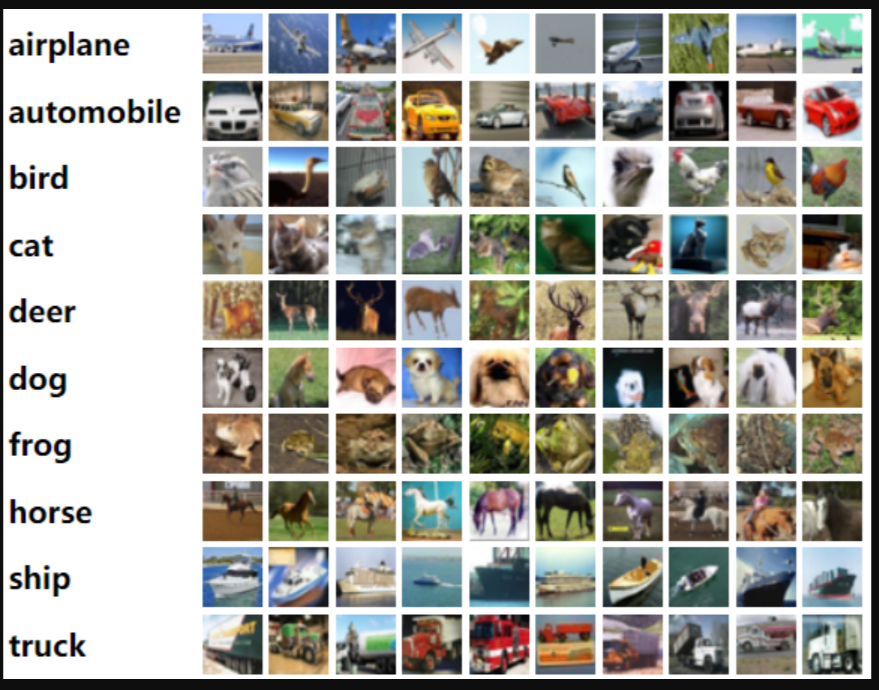 airplane
automobile
bird
cat
deer
dog
frog
horse
ship
truck